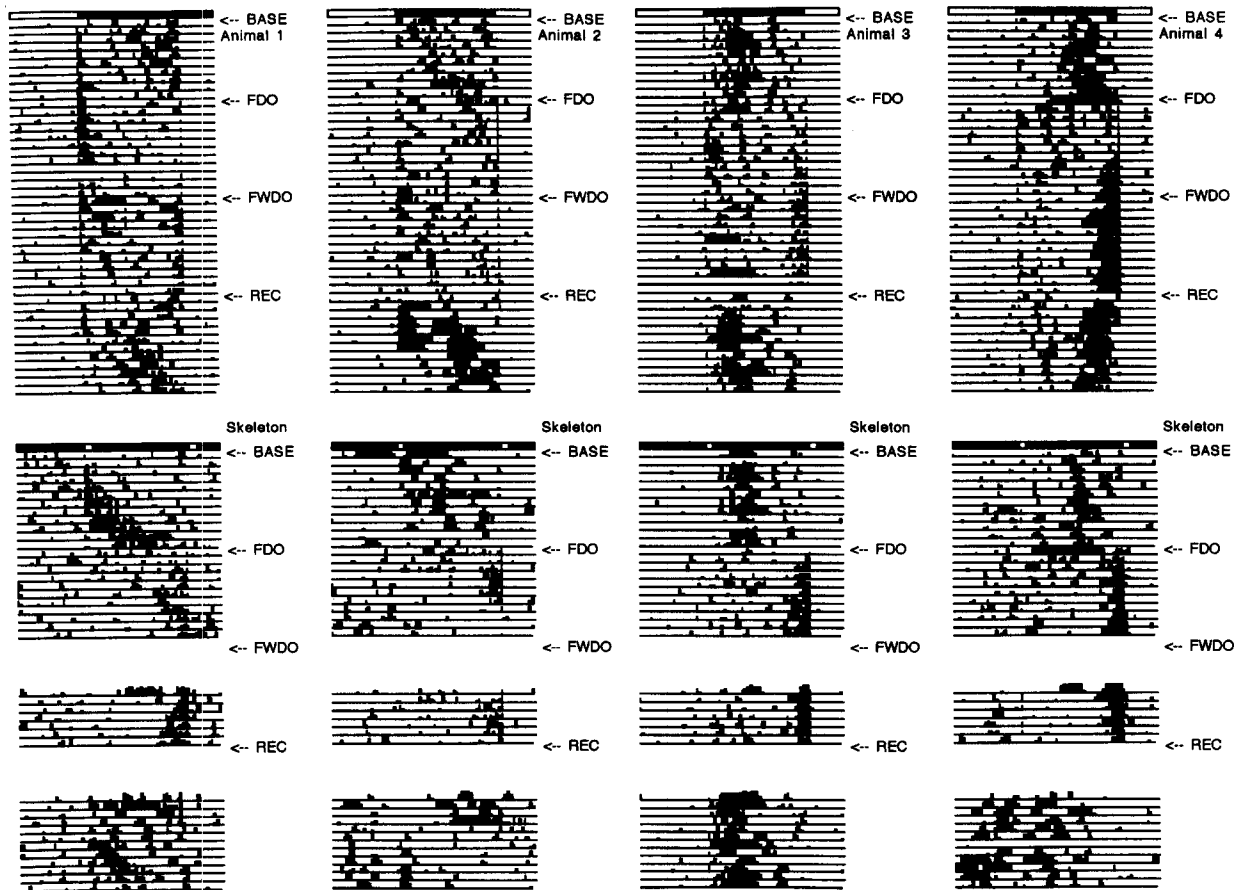 <-- BASE
Animal 1
<-- FDO
<-- FWDO
<-- REC
<-- BASE
Animal 2
<-- FDO
<-- FWDO
<-- REC
<-- BASE
Animal 3
<-- FDO
<-- FWDO
<-- REC
<-- BASE
Animal 4
<-- FDO
<-- FWDO
<-- REC
Skeleton
<-- BASE
<-- FDO
<-- FWDO
<-- REC
Skeleton
<-- BASE
<-- FDO
<-- FWDO
<-- REC
Skeleton
<-- BASE
<-- FDO
<-- FWDO
<-- REC
Skeleton
<-- BASE
<-- FDO
<-- FWDO
<-- REC